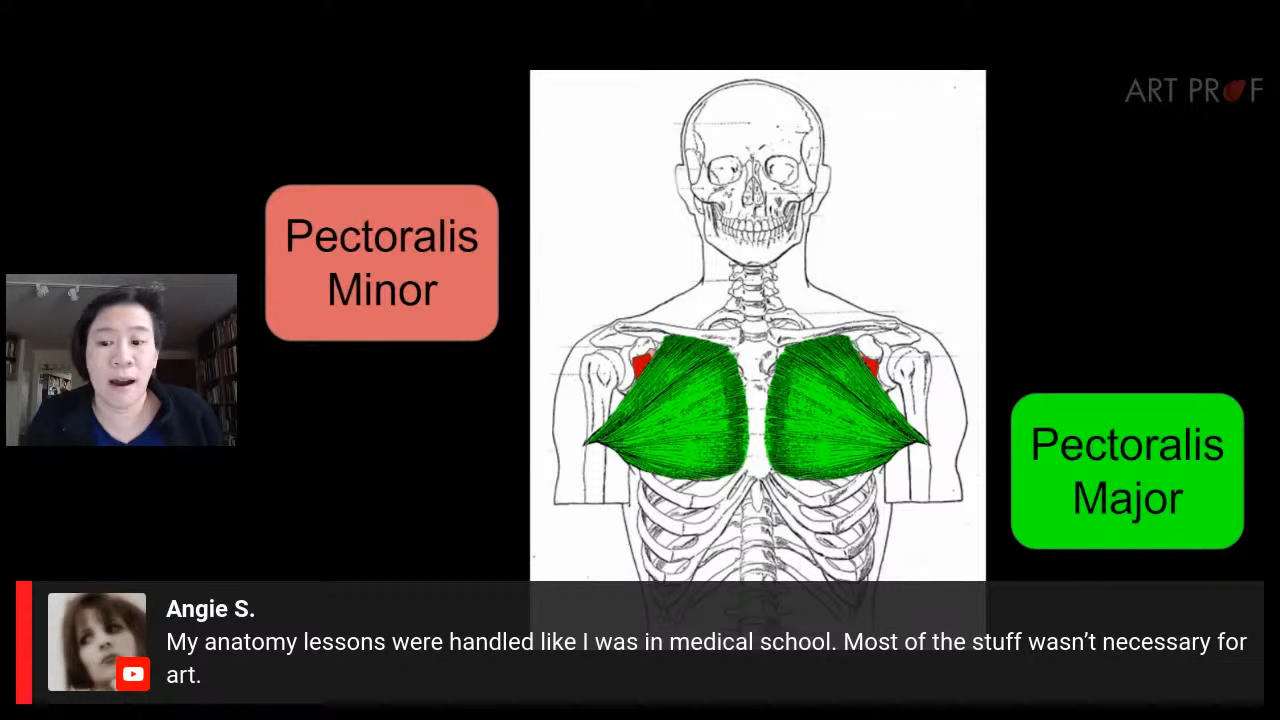 ART PROF
Pectoralis
Minor
Pectoralis
Major
Angie S.
My anatomy lessons were handled like I was in medical school. Most of the stuff wasn’t necessary for
art.